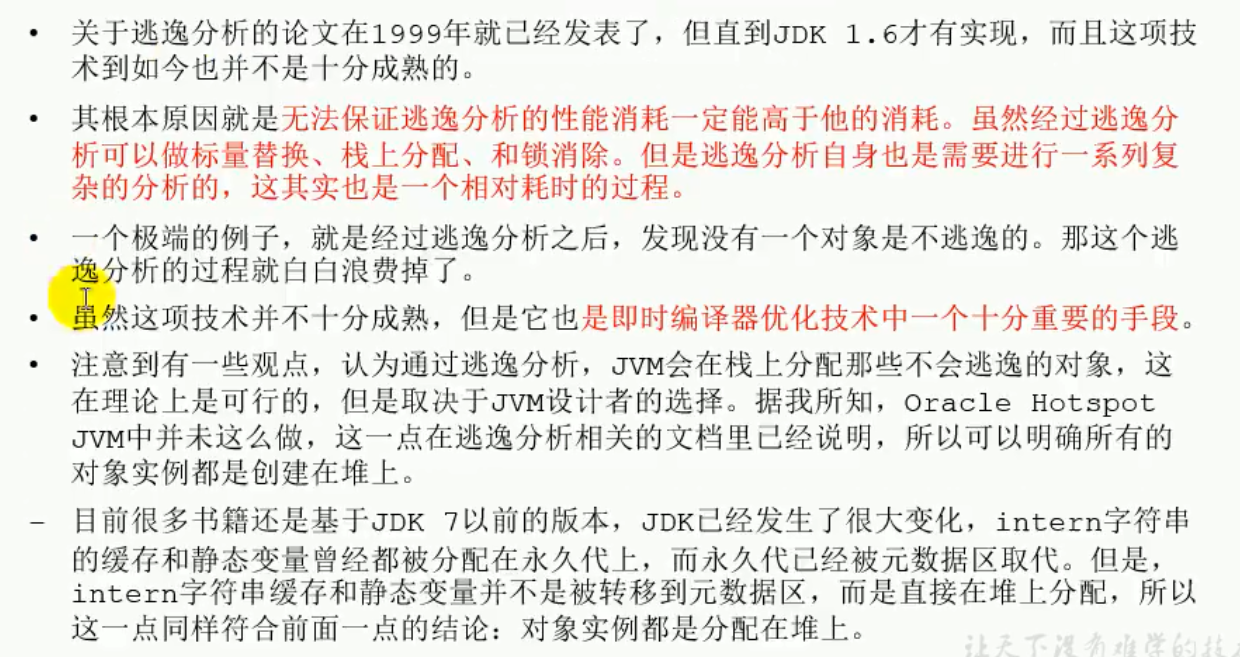 • 关于逃逸分析的论文在1999年就已经发表了，但直到JDK 1.6才有实现，而且这项技
术到如今也并不是十分成熟的。
• 其根本原因就是无法保证逃逸分析的性能消耗一定能高于他的消耗。虽然经过逃逸分
析可以做标量替换、栈上分配、和锁消除。但是逃逸分析自身也是需要进行一系列复
杂的分析的，这其实也是一个相对耗时的过程。
• 一个极端的例子，就是经过逃逸分析之后，发现没有一个对象是不逃逸的。那这个逃
逸分析的过程就白白浪费掉了。
• 虽然这项技术并不十分成熟，但是它也是即时编译器优化技术中一个十分重要的手段。
• 注意到有一些观点，认为通过逃逸分析，JVM会在栈上分配那些不会逃逸的对象，这
在理论上是可行的，但是取决于JVM设计者的选择。据我所知，Oracle Hotspot
JVM中并未这么做，这一点在逃逸分析相关的文档里已经说明，所以可以明确所有的
对象实例都是创建在堆上。
– 目前很多书籍还是基于JDK 7以前的版本，JDK已经发生了很大变化，intern字符串
的缓存和静态变量曾经都被分配在永久代上，而永久代已经被元数据区取代。但是，
intern字符串缓存和静态变量并不是被转移到元数据区，而是直接在堆上分配，所以
这一点同样符合前面一点的结论：对象实例都是分配在堆上。
让天下没有难学的技